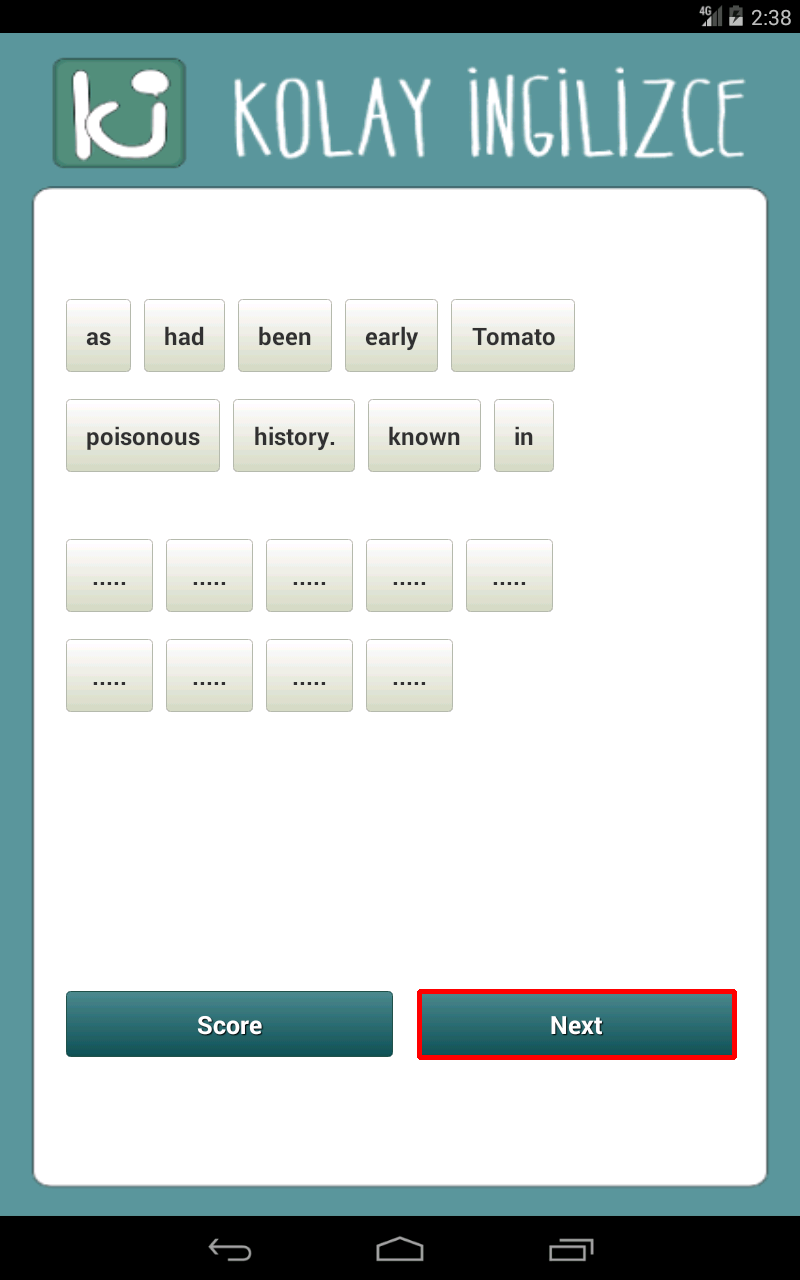 4G 2:38
ki KOLAY İNGİLİZCE
as had been early Tomato
poisonous history. known in
..... ..... ..... ..... .....
..... ..... ..... .....
Score Next